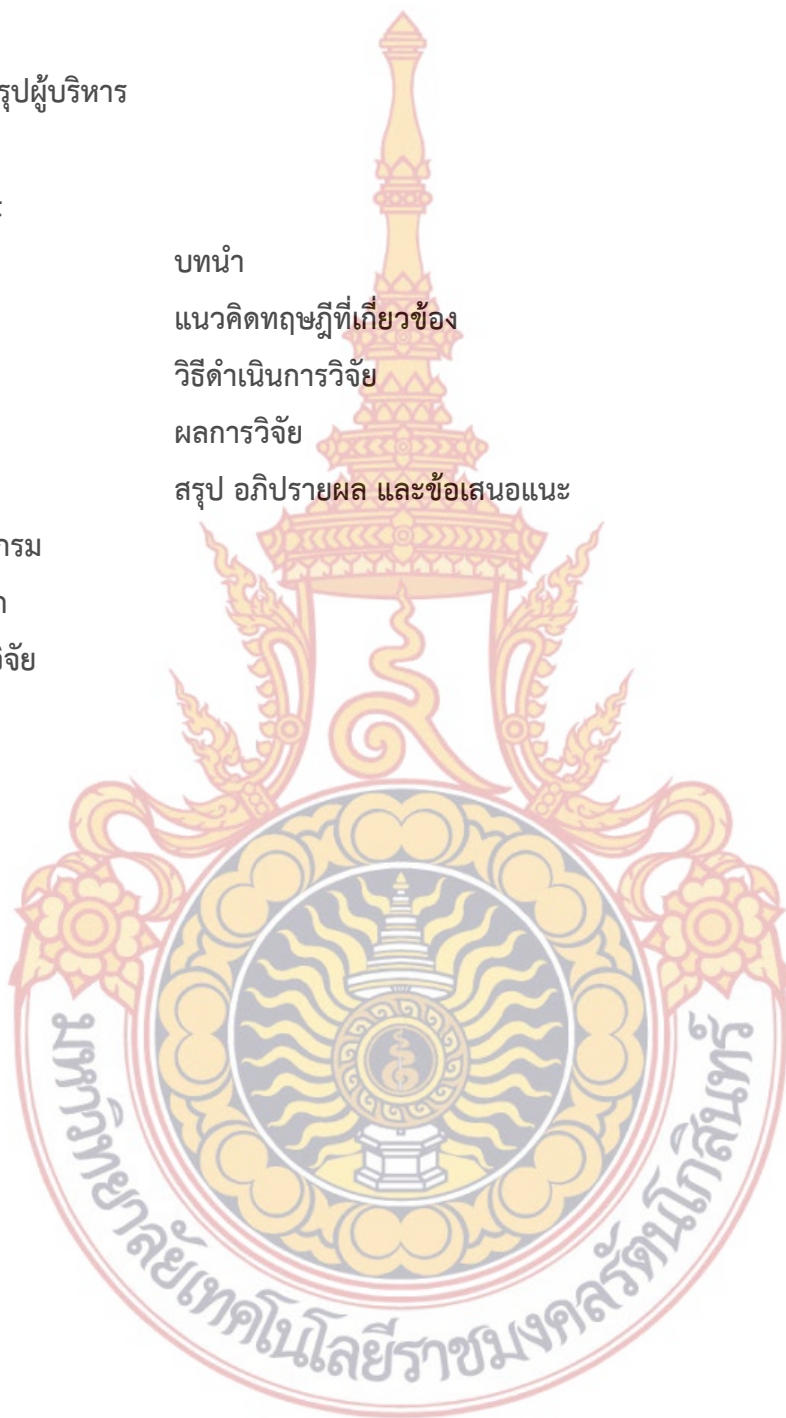 รุปผู้บริหาร
บทนำ
แนวคิดทฤษฎีที่เกี่ยวข้อง
วิธีดำเนินการวิจัย
ผลการวิจัย
สรุป อภิปรายผล และข้อเสนอแนะ
กรม
วิจัย
มหาวิทยาลัยเทคโนโลยีราชมงคลรัตนโกสินทร์